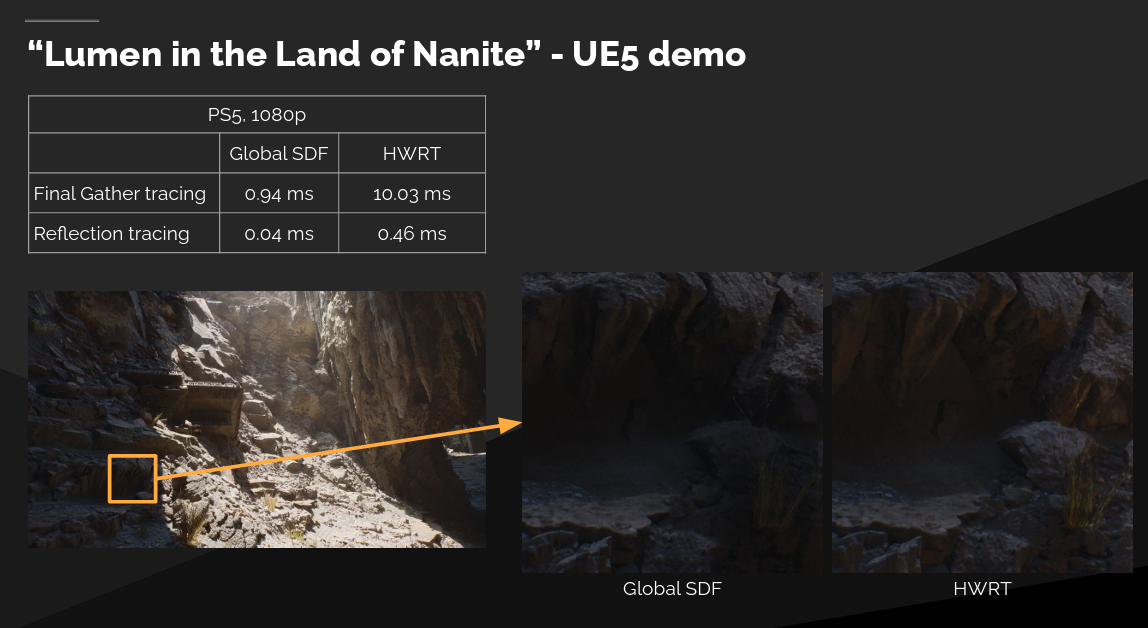 “Lumen in the Land of Nanite” - UE5 demo
PS5, 1080p
Global SDF HWRT
Final Gather tracing 0.94 ms 10.03 ms
Reflection tracing 0.04 ms 0.46 ms
Global SDF HWRT